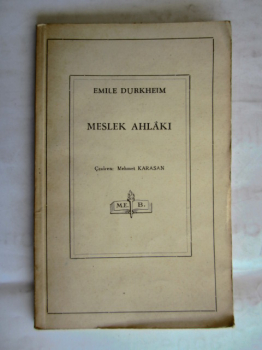 EMILE DURKHEIM
MESLEK AHLÂKI
Çeviren: Mehmet KARASAN
M.E. B.